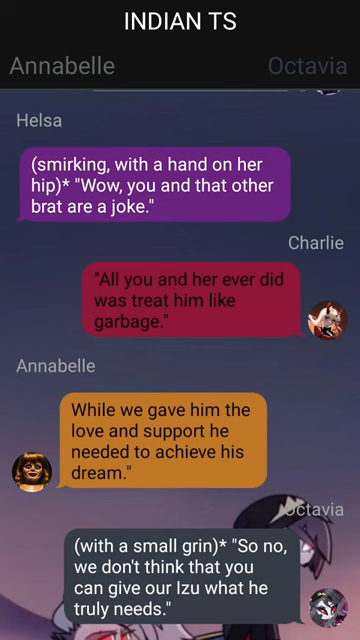 INDIAN TS
Annabelle
Octavia
Helsa
(smirking, with a hand on her
hip)* "Wow, you and that other
brat are a joke."
Charlie
"All you and her ever did
was treat him like
garbage."
Annabelle
While we gave him the
love and support he
needed to achieve his
dream."
Octavia
(with a small grin)* "So no,
we don't think that you
can give our Izu what he
truly needs."